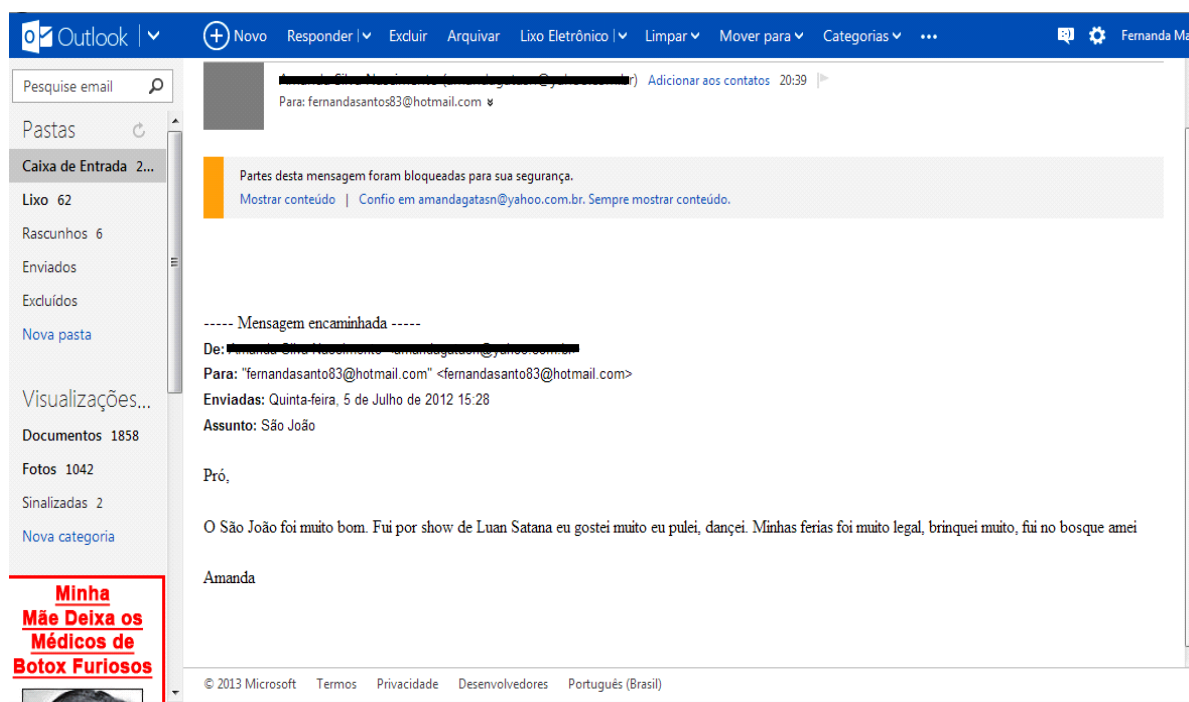 Outlook
Novo Responder Excluir Arquivar Lixo Eletrônico Limpar Mover para Categorias ••• Fernanda Ma
Pesquise email
Adicionar aos contatos 20:39
Para: fernandasantos83@hotmail.com
Pastas
Caixa de Entrada 2...
Lixo 62
Rascunhos 6
Enviados
Excluídos
Nova pasta
Visualizações...
Documentos 1858
Fotos 1042
Sinalizadas 2
Nova categoria
Minha
Mãe Deixa os
Médicos de
Botox Furiosos
Partes desta mensagem foram bloqueadas para sua segurança.
Mostrar conteúdo | Confio em amandagatasn@yahoo.com.br. Sempre mostrar conteúdo.
----- Mensagem encaminhada -----
De:
Para: "fernandasanto83@hotmail.com" <fernandasanto83@hotmail.com>
Enviadas: Quinta-feira, 5 de Julho de 2012 15:28
Assunto: São João
Pró,
O São João foi muito bom. Fui por show de Luan Satana eu gostei muito eu pulei, dançei. Minhas ferias foi muito legal, brinquei muito, fui no bosque amei
Amanda
© 2013 Microsoft Termos Privacidade Desenvolvedores Português (Brasil)